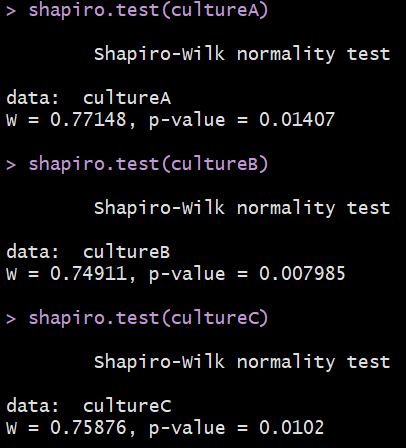 > shapiro.test(cultureA)
Shapiro-Wilk normality test
data:  cultureA
W = 0.77148, p-value = 0.01407
> shapiro.test(cultureB)
Shapiro-Wilk normality test
data:  cultureB
W = 0.74911, p-value = 0.007985
> shapiro.test(cultureC)
Shapiro-Wilk normality test
data:  cultureC
W = 0.75876, p-value = 0.0102